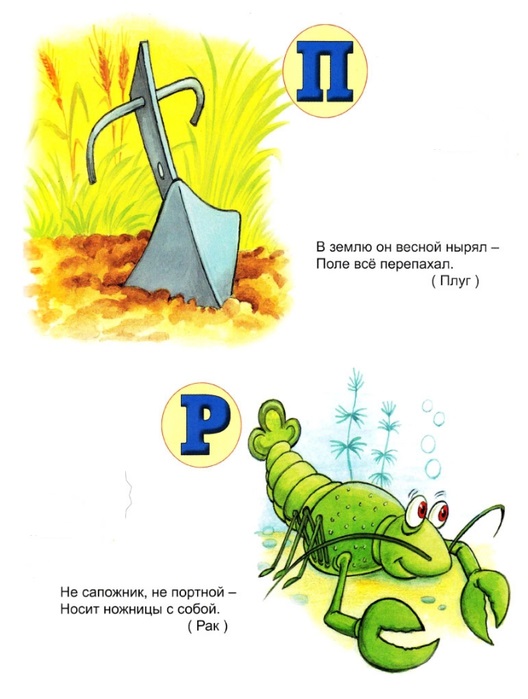 П
В землю он весной нырял –
Поле всё перепахал.
( Плуг )
Р
Не сапожник, не портной –
Носит ножницы с собой.
( Рак )